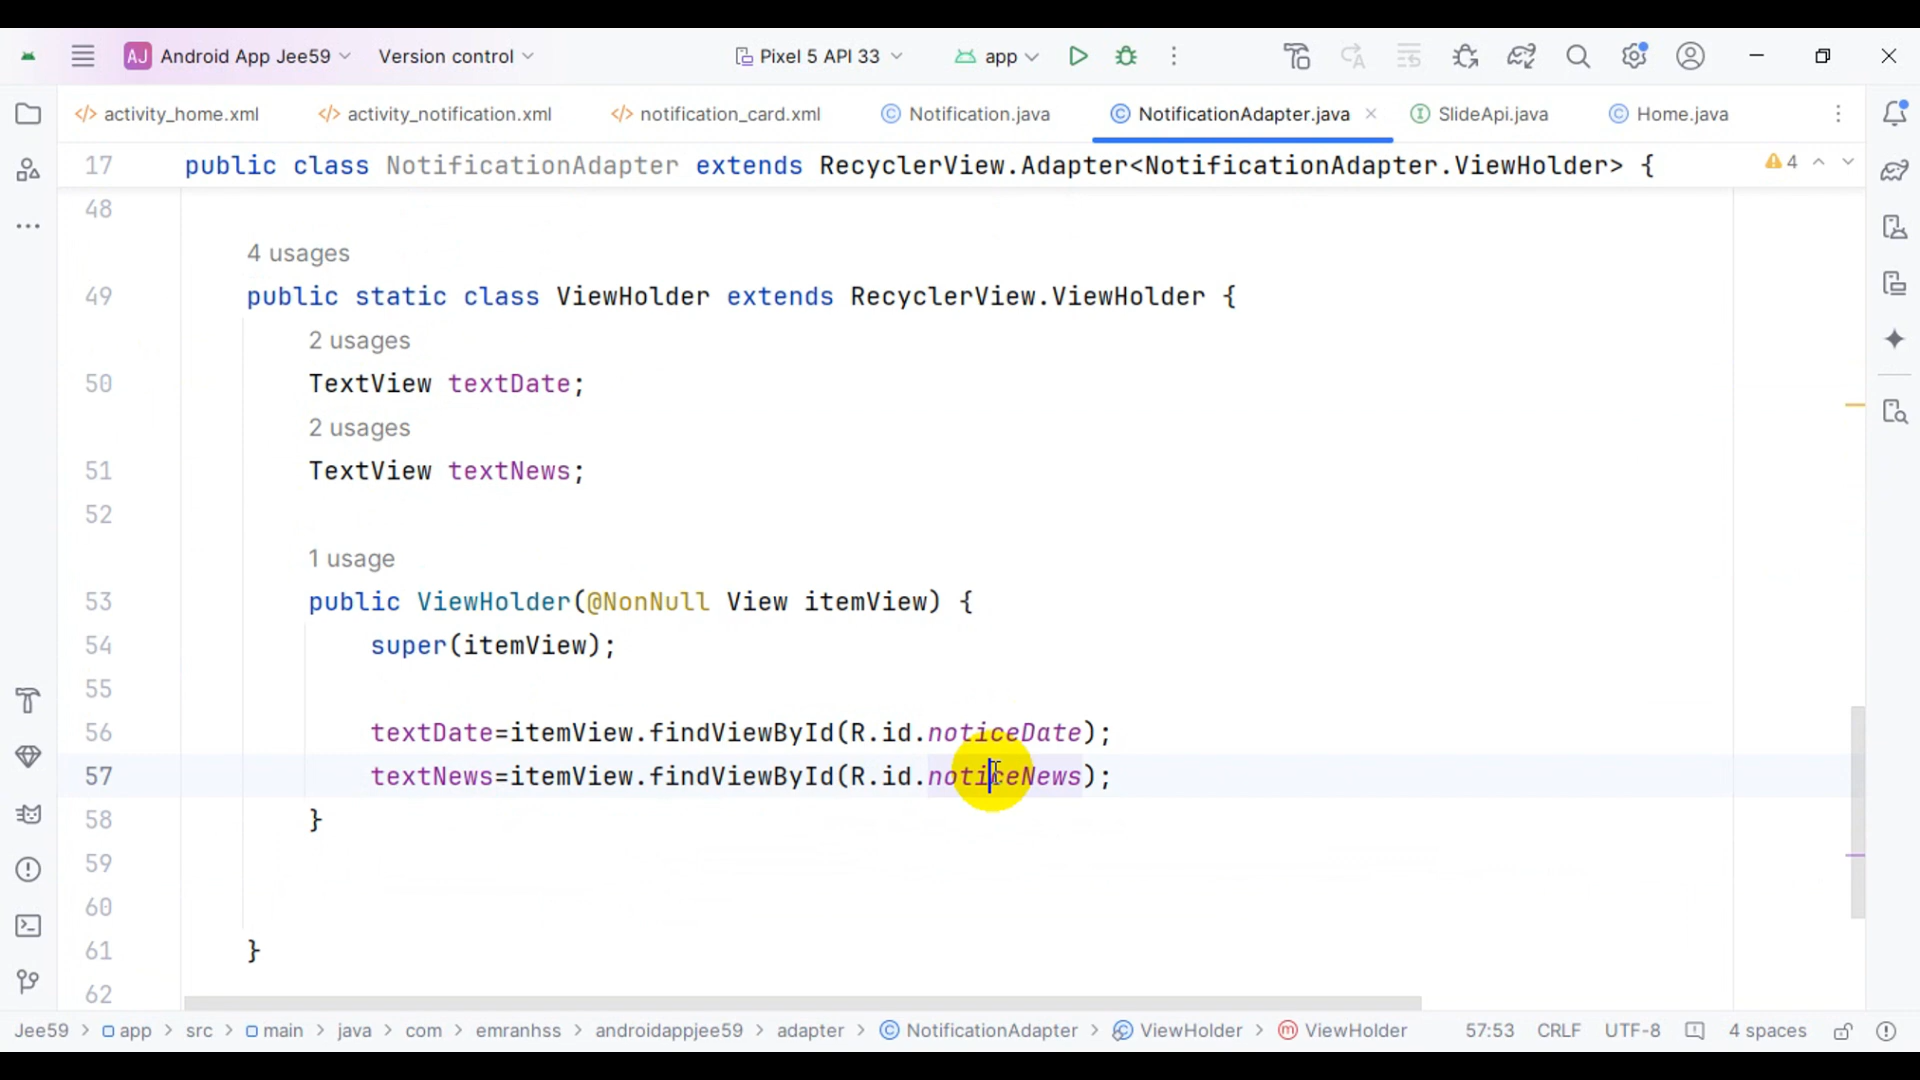 AJ Android App Jee59 Version control Pixel 5 API 33 app
activity_home.xml activity_notification.xml notification_card.xml Notification.java NotificationAdapter.java SlideApi.java Home.java
17 public class NotificationAdapter extends RecyclerView.Adapter<NotificationAdapter.ViewHolder> { 4
48
4 usages
49 public static class ViewHolder extends RecyclerView.ViewHolder {
2 usages
50 TextView textDate;
2 usages
51 TextView textNews;
52
1 usage
53 public ViewHolder(@NonNull View itemView) {
54 super(itemView);
55
56 textDate=itemView.findViewById(R.id.noticeDate);
57 textNews=itemView.findViewById(R.id.noticeNews);
58 }
59
60
61 }
62
Jee59 > app > src > main > java > com > emranhss > androidappjee59 > adapter > NotificationAdapter > ViewHolder > ViewHolder 57:53 CRLF UTF-8 4 spaces